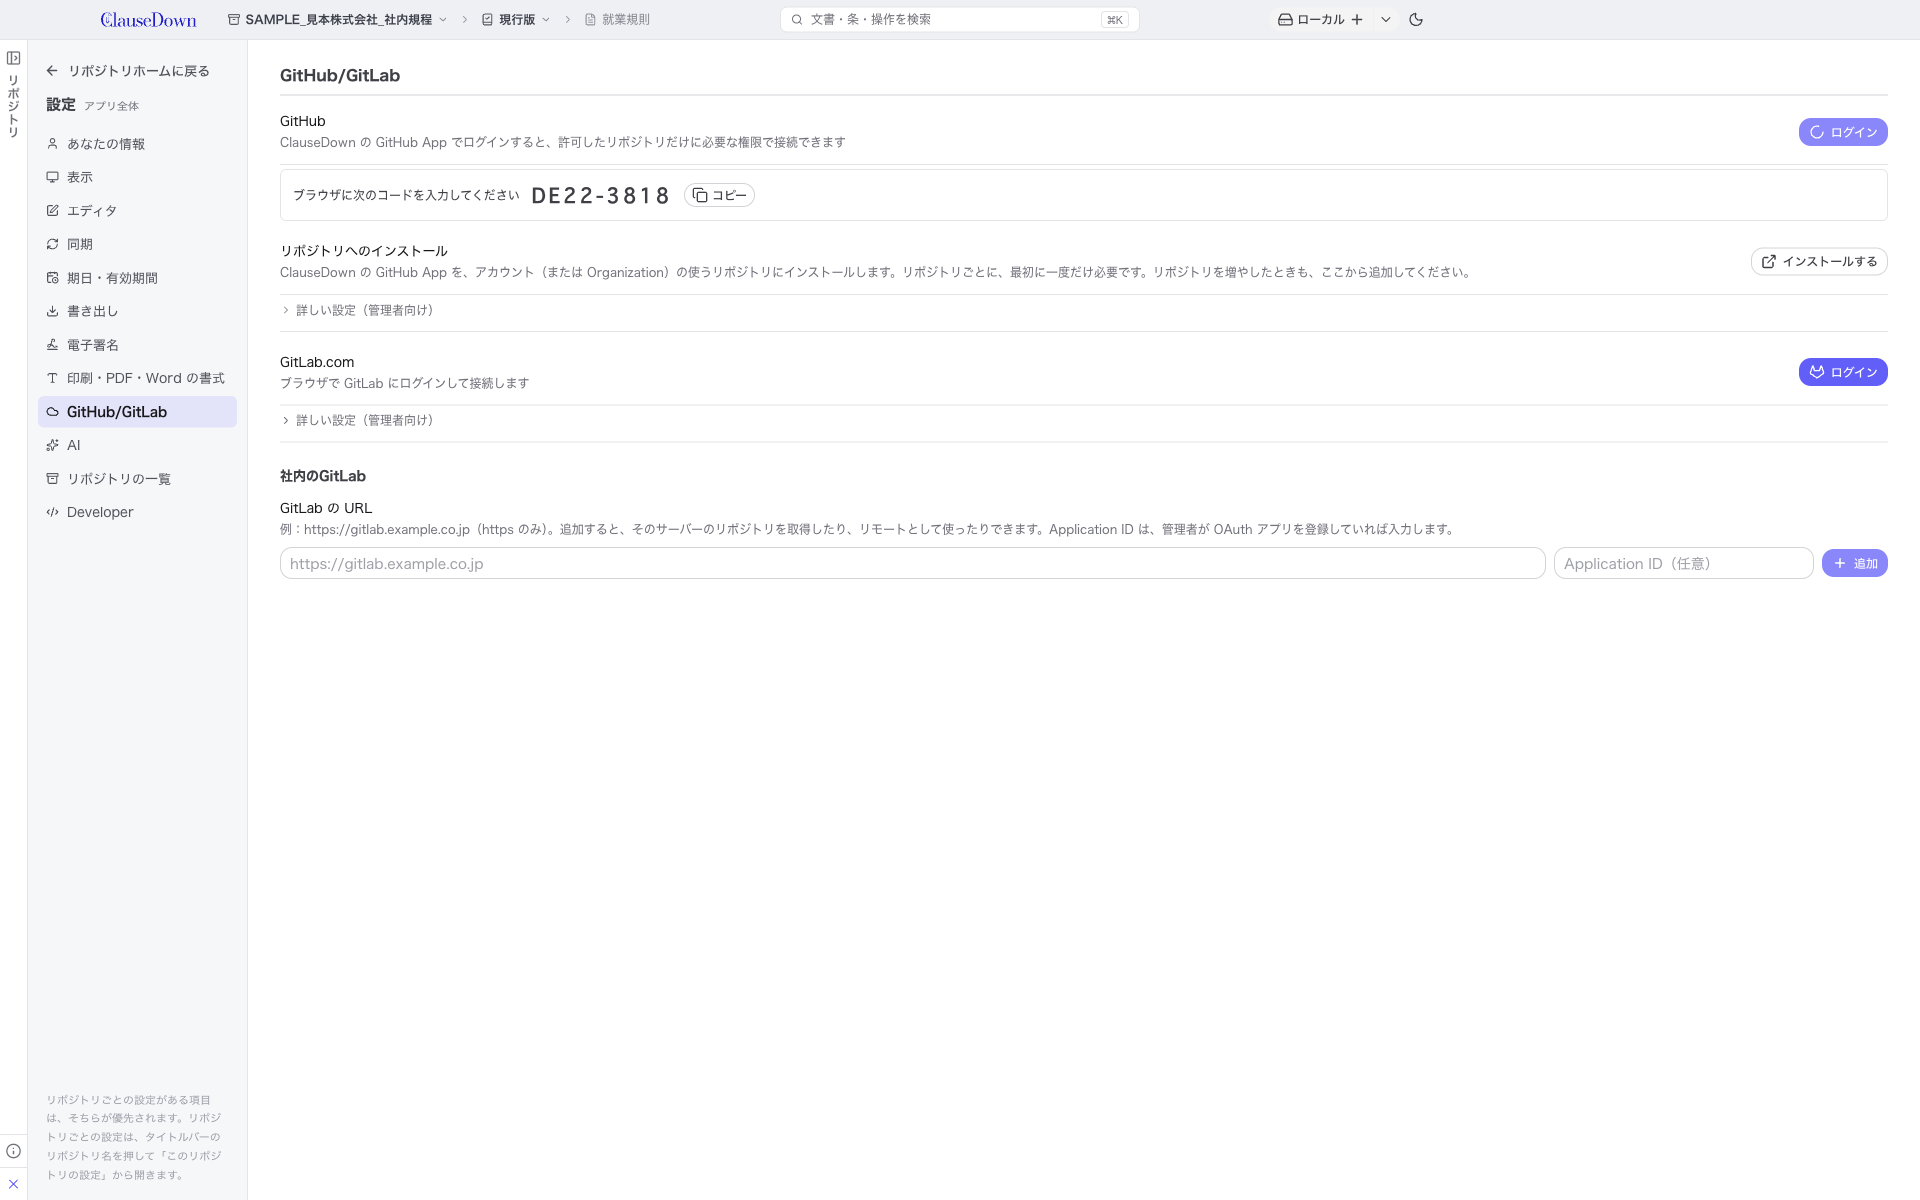 ClauseDown
SAMPLE_見本株式会社_社内規程
現行版
就業規則
文書・条・操作を検索
⌘K
ローカル
リポジトリ
リポジトリホームに戻る
設定 アプリ全体
あなたの情報
表示
エディタ
同期
期日・有効期間
書き出し
電子署名
印刷・PDF・Word の書式
GitHub/GitLab
AI
リポジトリの一覧
Developer
リポジトリごとの設定がある項目
は、そちらが優先されます。リポジ
トリごとの設定は、タイトルバーの
リポジトリ名を押して「このリポジ
トリの設定」から開きます。
GitHub/GitLab
GitHub
ClauseDown の GitHub App でログインすると、許可したリポジトリだけに必要な権限で接続できます
ログイン
ブラウザに次のコードを入力してください DE22-3818 コピー
リポジトリへのインストール
ClauseDown の GitHub App を、アカウント（または Organization）の使うリポジトリにインストールします。リポジトリごとに、最初に一度だけ必要です。リポジトリを増やしたときも、ここから追加してください。
インストールする
詳しい設定（管理者向け）
GitLab.com
ブラウザで GitLab にログインして接続します
ログイン
詳しい設定（管理者向け）
社内のGitLab
GitLab の URL
例：https://gitlab.example.co.jp（https のみ）。追加すると、そのサーバーのリポジトリを取得したり、リモートとして使ったりできます。Application ID は、管理者が OAuth アプリを登録していれば入力します。
https://gitlab.example.co.jp
Application ID（任意）
追加